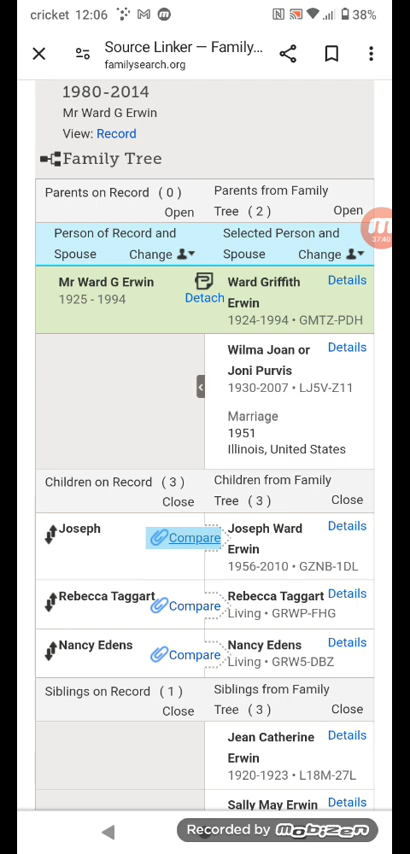 cricket 12:06 38%
Source Linker — Family...
familysearch.org
1980-2014
Mr Ward G Erwin
View: Record
Family Tree
Parents on Record ( 0 ) Parents from Family
Open Tree ( 2 ) Open
Person of Record and Selected Person and
Spouse Change Spouse Change
37:40
Mr Ward G Erwin Ward Griffith Details
1925 - 1994 Detach Erwin
1924-1994 • GMTZ-PDH
Wilma Joan or Details
Joni Purvis
1930-2007 • LJ5V-Z11
Marriage
1951
Illinois, United States
Children on Record ( 3 ) Children from Family
Close Tree ( 3 ) Close
Joseph Compare Joseph Ward Details
Erwin
1956-2010 • GZNB-1DL
Rebecca Taggart Compare Rebecca Taggart Details
Living • GRWP-FHG
Nancy Edens Compare Nancy Edens Details
Living • GRW5-DBZ
Siblings on Record ( 1 ) Siblings from Family
Close Tree ( 3 ) Close
Jean Catherine Details
Erwin
1920-1923 • L18M-27L
Sally May Erwin Details
Recorded by mobizen